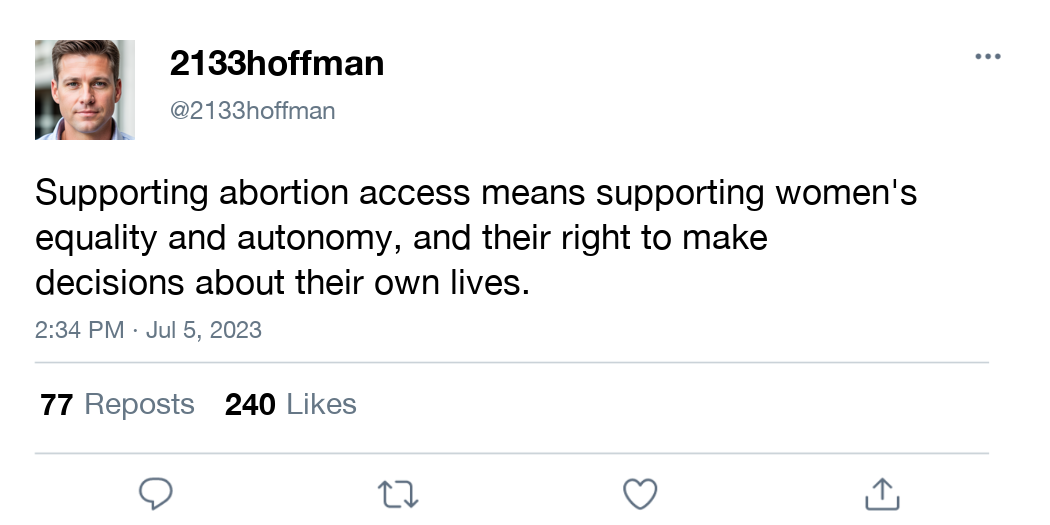 2133hoffman
@2133hoffman
Supporting abortion access means supporting women's
equality and autonomy, and their right to make
decisions about their own lives.
2:34 PM · Jul 5, 2023
77 Reposts 240 Likes